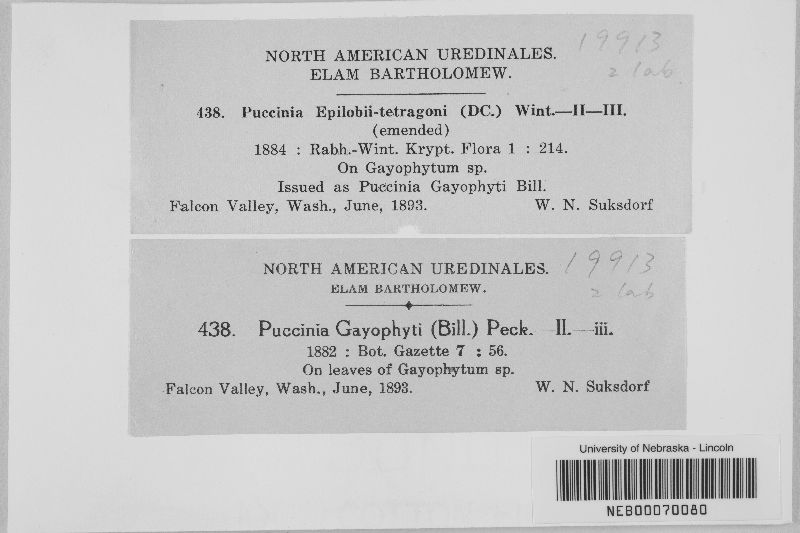 NORTH AMERICAN UREDINALES. 19913
ELAM BARTHOLOMEW. 2 lab
438. Puccinia Epilobii-tetragoni (DC.) Wint.—II—III.
(emended)
1884 : Rabh.-Wint. Krypt. Flora 1 : 214.
On Gayophytum sp.
Issued as Puccinia Gayophyti Bill.
Falcon Valley, Wash., June, 1893. W. N. Suksdorf
NORTH AMERICAN UREDINALES. 19913
ELAM BARTHOLOMEW. 2 lab
438. Puccinia Gayophyti (Bill.) Peck. II.—iii.
1882 : Bot. Gazette 7 : 56.
On leaves of Gayophytum sp.
Falcon Valley, Wash., June, 1893. W. N. Suksdorf
University of Nebraska - Lincoln
NEB00070080